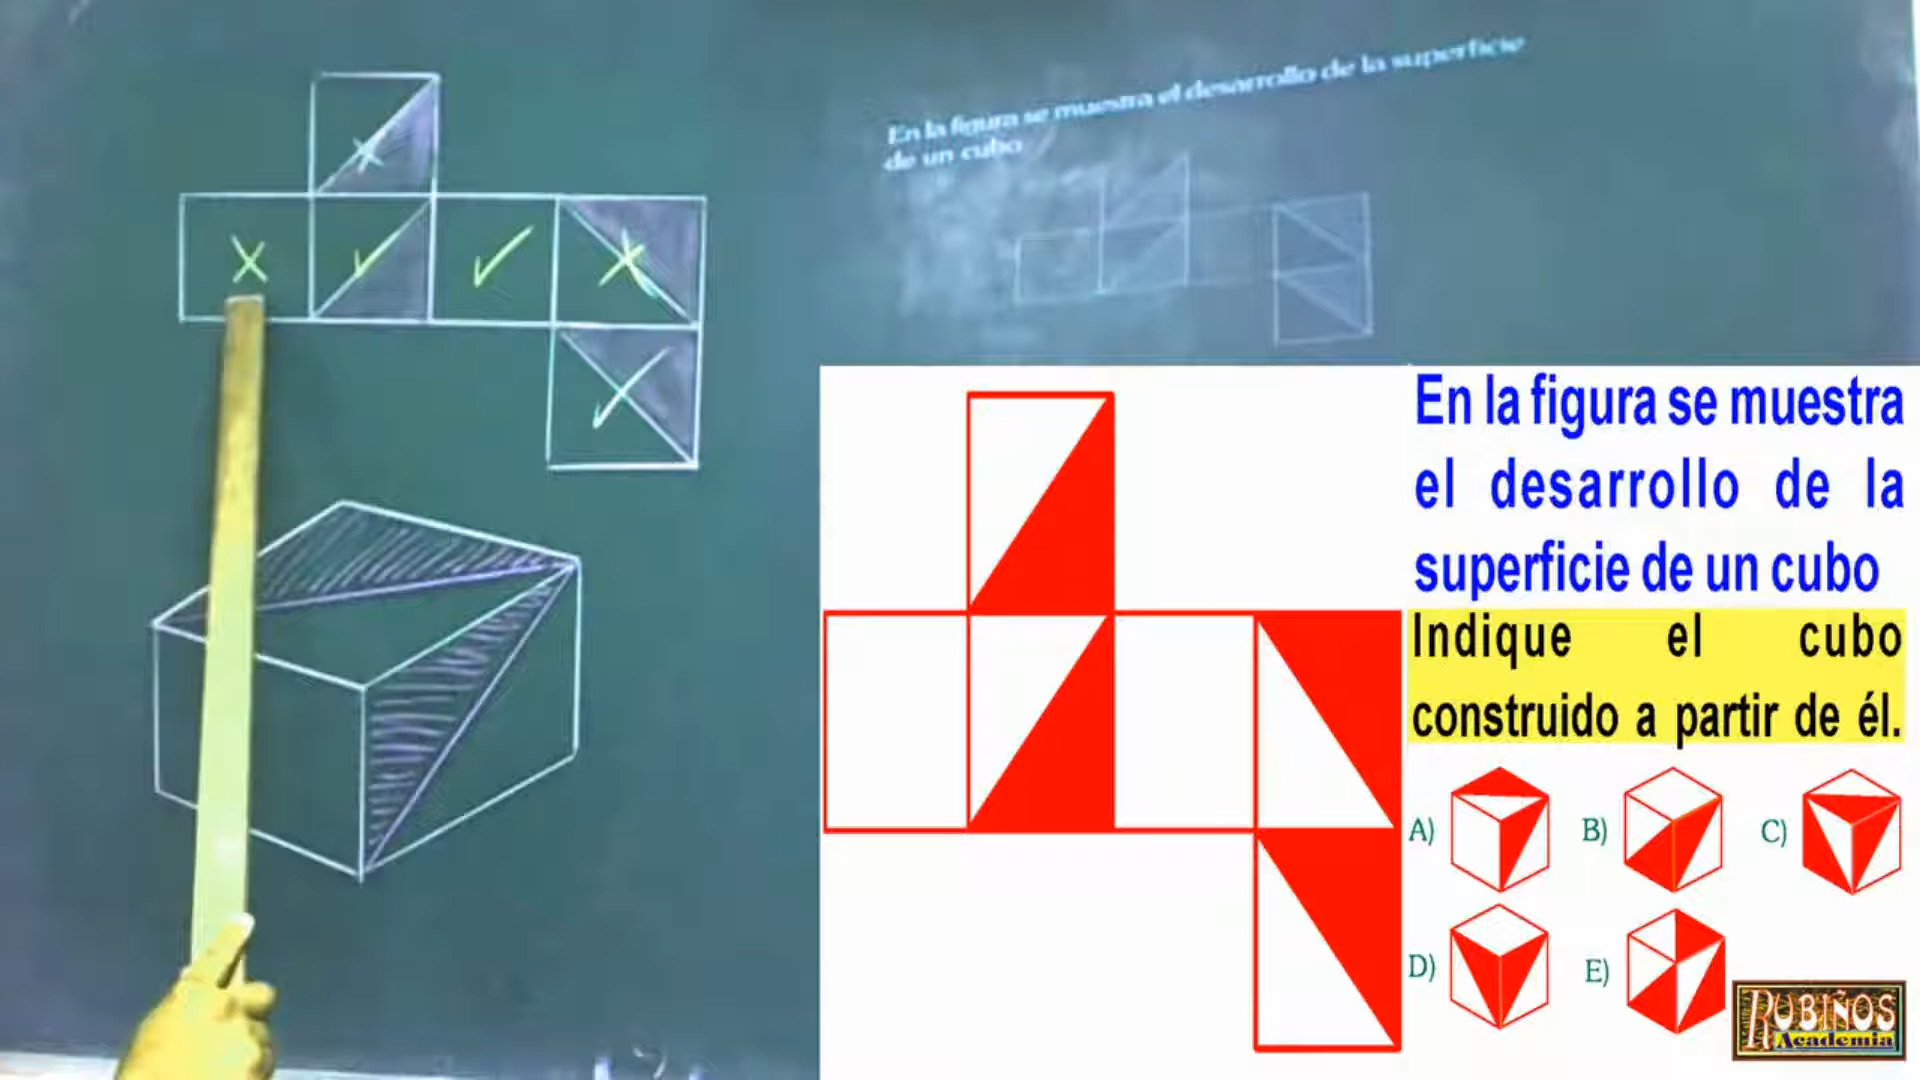 En la figura se muestra el desarrollo de la superficie
de un cubo
En la figura se muestra
el desarrollo de la
superficie de un cubo
Indique el cubo
construido a partir de él.
A)
B)
C)
D)
E)
RUBIÑOS
Academia